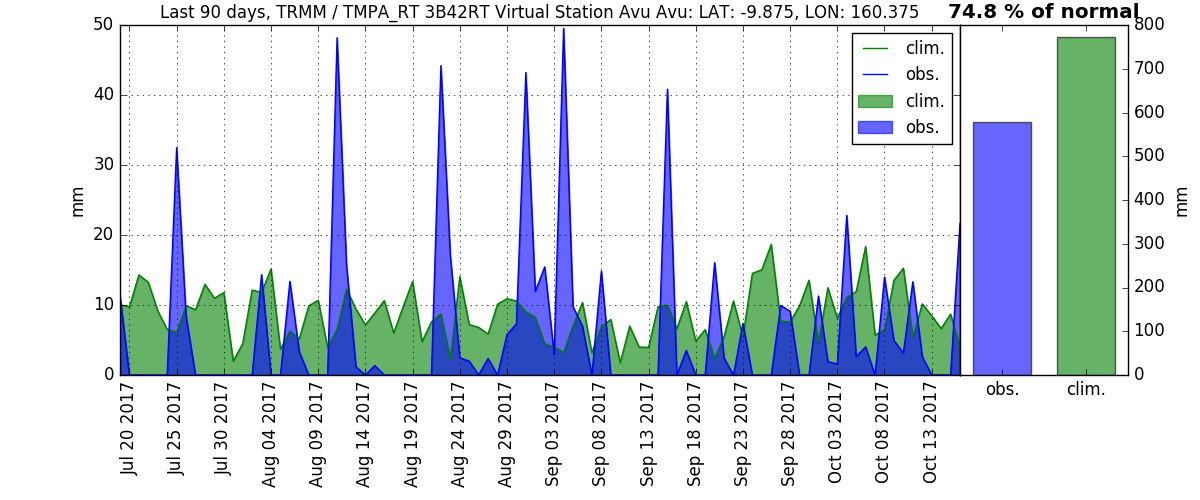 Last 90 days, TRMM / TMPA_RT 3B42RT Virtual Station Avu Avu: LAT: -9.875, LON: 160.375
74.8 % of normal
mm
50
40
30
20
10
0
clim.
obs.
clim.
obs.
Jul 20 2017
Jul 25 2017
Jul 30 2017
Aug 04 2017
Aug 09 2017
Aug 14 2017
Aug 19 2017
Aug 24 2017
Aug 29 2017
Sep 03 2017
Sep 08 2017
Sep 13 2017
Sep 18 2017
Sep 23 2017
Sep 28 2017
Oct 03 2017
Oct 08 2017
Oct 13 2017
obs.
clim.
800
700
600
500
400
300
200
100
0
mm